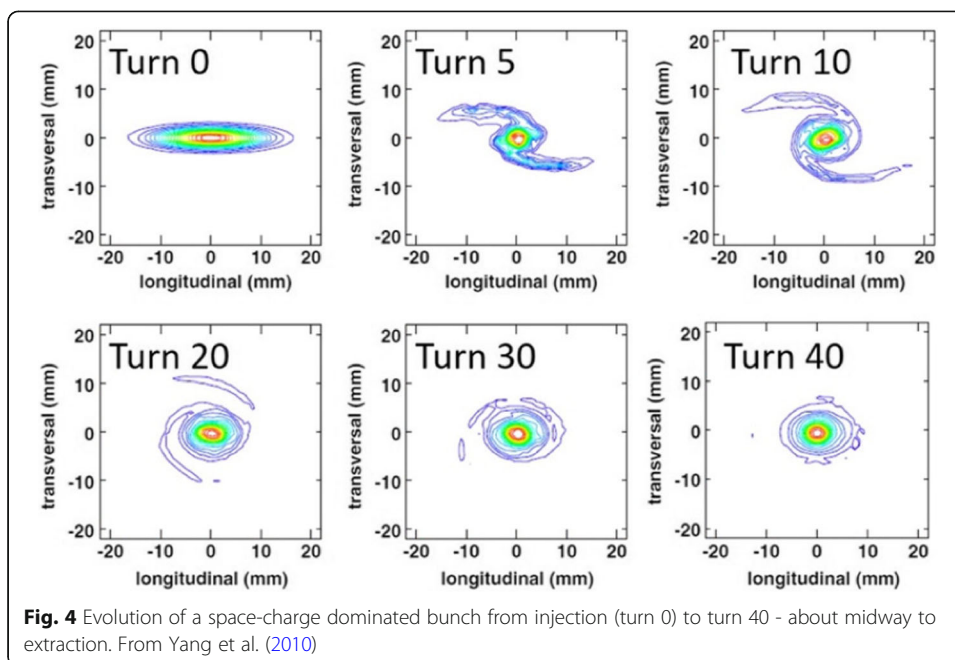 Turn 0
20
10
0
-10
-20
transversal (mm)
-20 -10 0 10 20
longitudinal (mm)
Turn 5
20
10
0
-10
-20
transversal (mm)
-20 -10 0 10 20
longitudinal (mm)
Turn 10
20
10
0
-10
-20
transversal (mm)
-20 -10 0 10 20
longitudinal (mm)
Turn 20
20
10
0
-10
-20
transversal (mm)
-20 -10 0 10 20
longitudinal (mm)
Turn 30
20
10
0
-10
-20
transversal (mm)
-20 -10 0 10 20
longitudinal (mm)
Turn 40
20
10
0
-10
-20
transversal (mm)
-20 -10 0 10 20
longitudinal (mm)
Fig. 4 Evolution of a space-charge dominated bunch from injection (turn 0) to turn 40 - about midway to
extraction. From Yang et al. (2010)